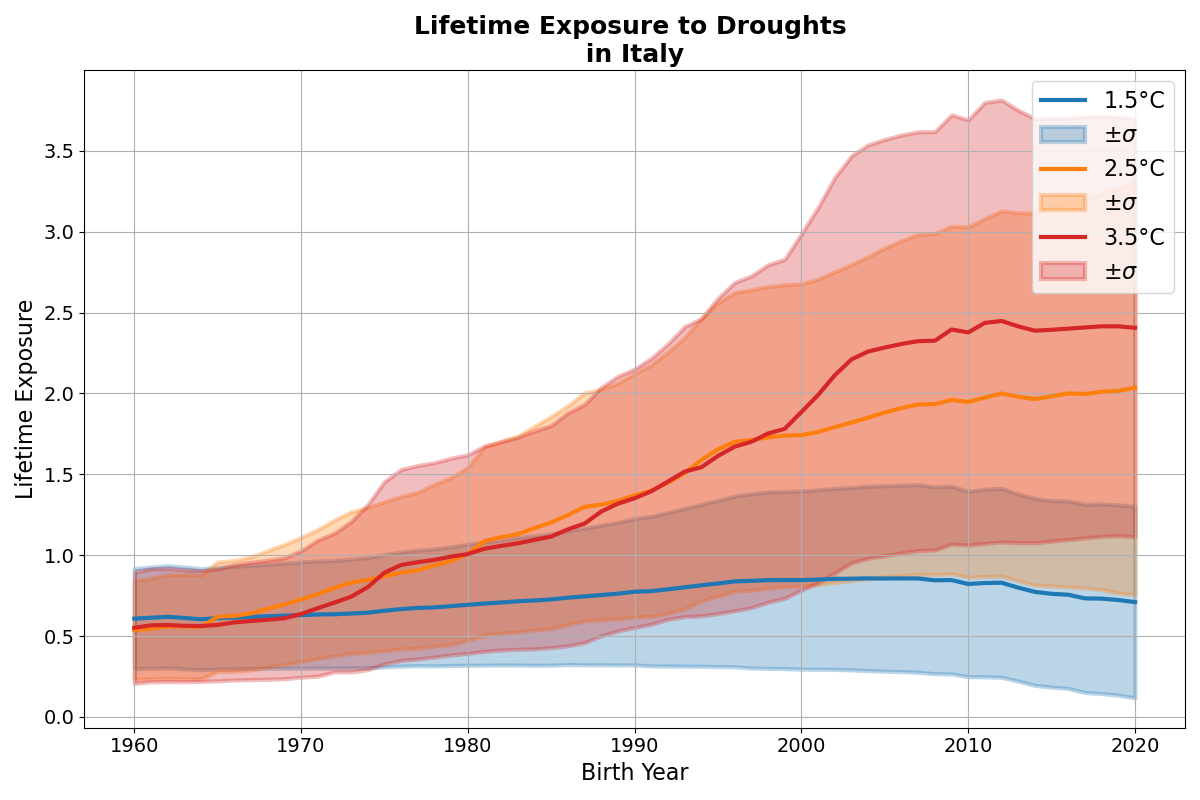 Lifetime Exposure to Droughts
in Italy
1.5°C
±σ
2.5°C
±σ
3.5°C
±σ
Lifetime Exposure
3.5
3.0
2.5
2.0
1.5
1.0
0.5
0.0
1960 1970 1980 1990 2000 2010 2020
Birth Year